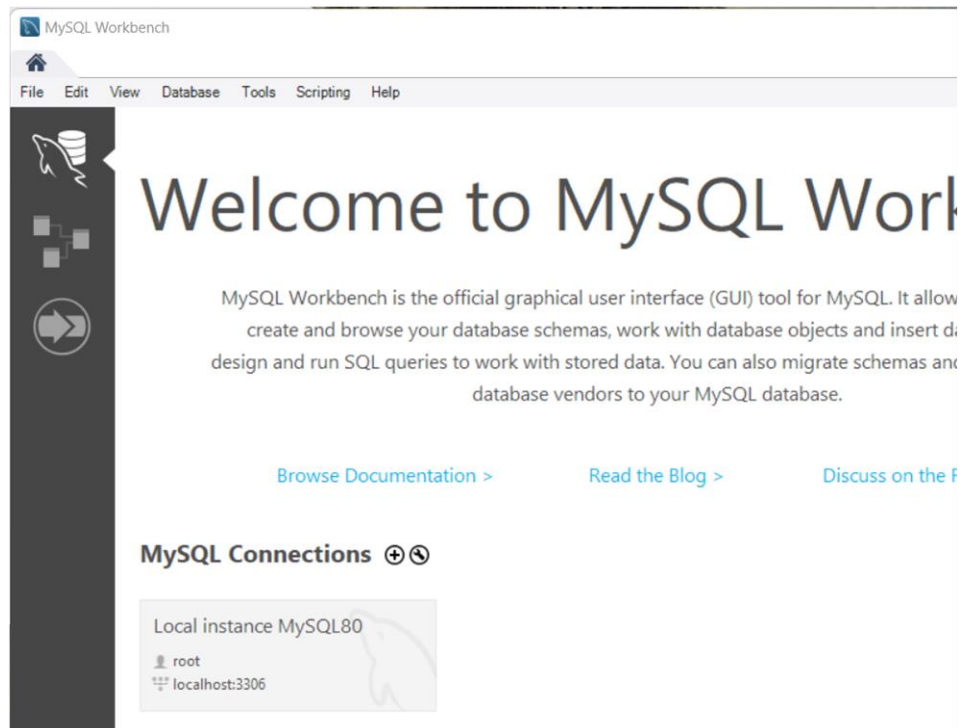 MySQL Workbench
File Edit View Database Tools Scripting Help
Welcome to MySQL
MySQL Workbench is the official graphical user interface (GUI) tool for MySQL. It
create and browse your database schemas, work with database objects and insert
design and run SQL queries to work with stored data. You can also migrate schemas
database vendors to your MySQL database.
Browse Documentation > Read the Blog > Discuss on the
MySQL Connections
Local instance MySQL80
root
localhost:3306